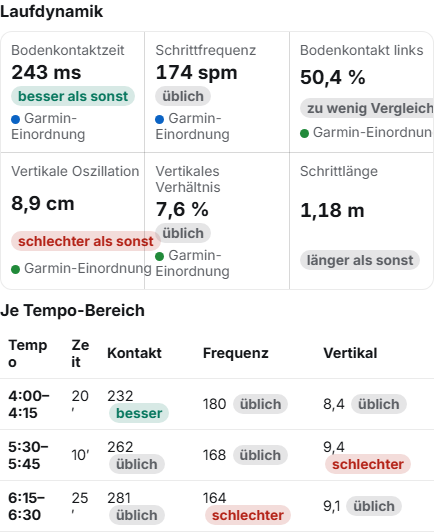 Laufdynamik
Bodenkontaktzeit
243 ms
besser als sonst
Garmin-
Einordnung
Schrittfrequenz
174 spm
üblich
Garmin-
Einordnung
Bodenkontakt links
50,4 %
zu wenig Vergleich
Garmin-Einordnun
Vertikale Oszillation
8,9 cm
schlechter als sonst
Garmin-Einordnung
Vertikales
Verhältnis
7,6 %
üblich
Garmin-
Einordnung
Schrittlänge
1,18 m
länger als sonst
Je Tempo-Bereich
Temp
o
Ze
it
Kontakt
Frequenz
Vertikal
4:00–
4:15
20
′
232
besser
180 üblich
8,4 üblich
5:30–
5:45
10′
262
üblich
168 üblich
9,4
schlechter
6:15–
6:30
25
′
281
üblich
164
schlechter
9,1 üblich